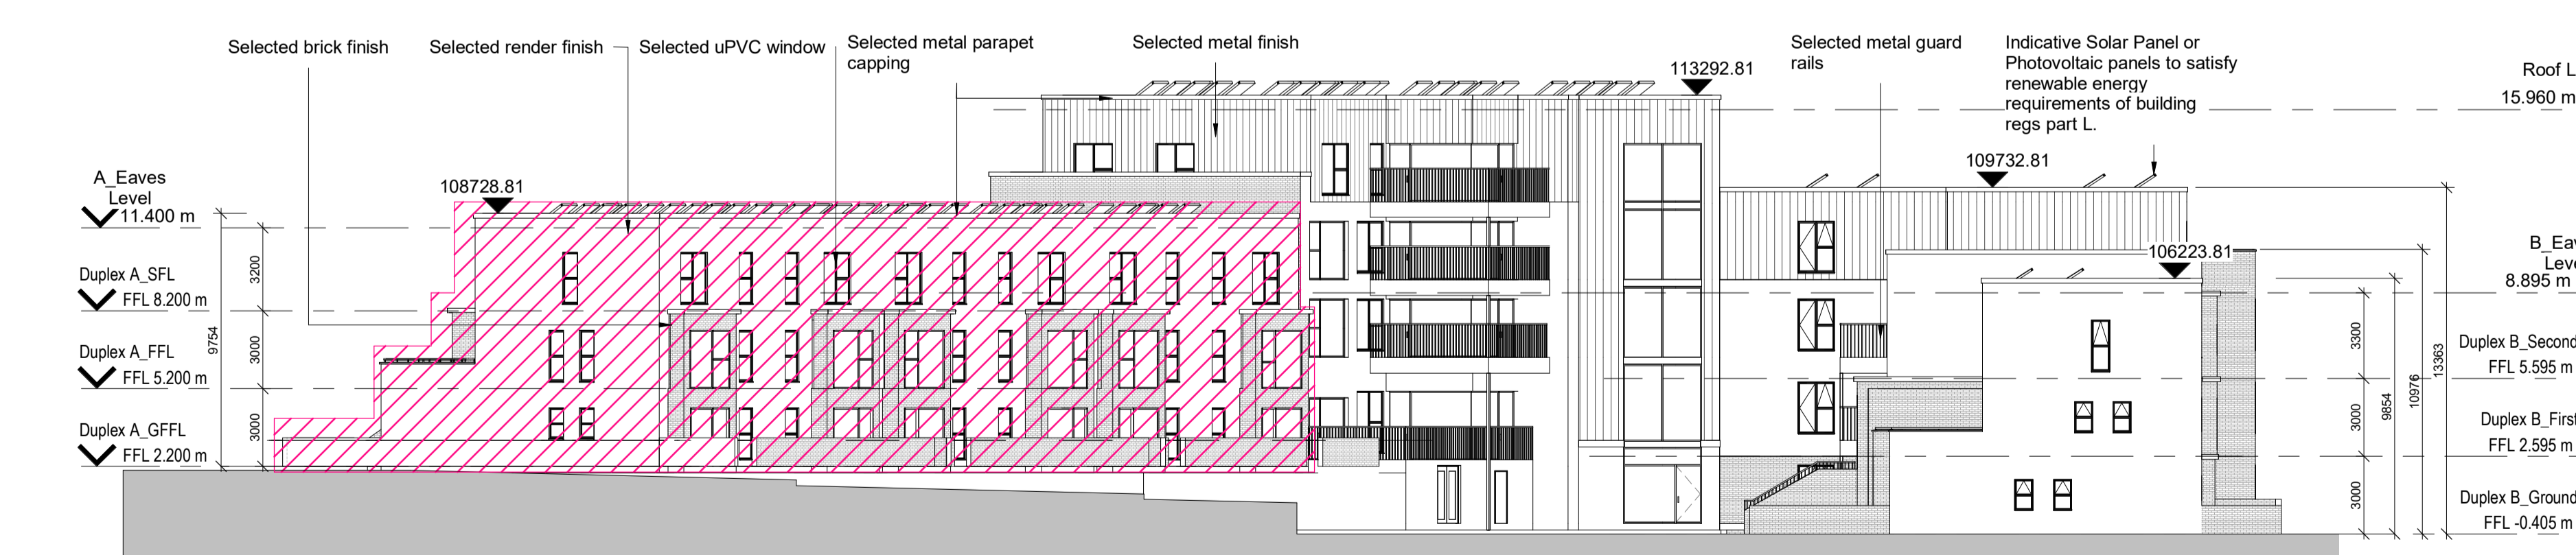 Selected brick finish
Selected render finish
Selected uPVC window
Selected metal parapet
capping
Selected metal finish
Selected metal guard
rails
Indicative Solar Panel or
Photovoltaic panels to satisfy
renewable energy
requirements of building
regs part L.
113292.81
109732.81
108728.81
106223.81
Roof L
15.960 m
A_Eaves
Level
11.400 m
Duplex A_SFL
FFL 8.200 m
Duplex A_FFL
FFL 5.200 m
Duplex A_GFFL
FFL 2.200 m
9754
3200
3000
3000
3300
3000
3000
9854
10976
13363
B_Eav
Leve
8.895 m
Duplex B_Second
FFL 5.595 m
Duplex B_First
FFL 2.595 m
Duplex B_Ground
FFL -0.405 m